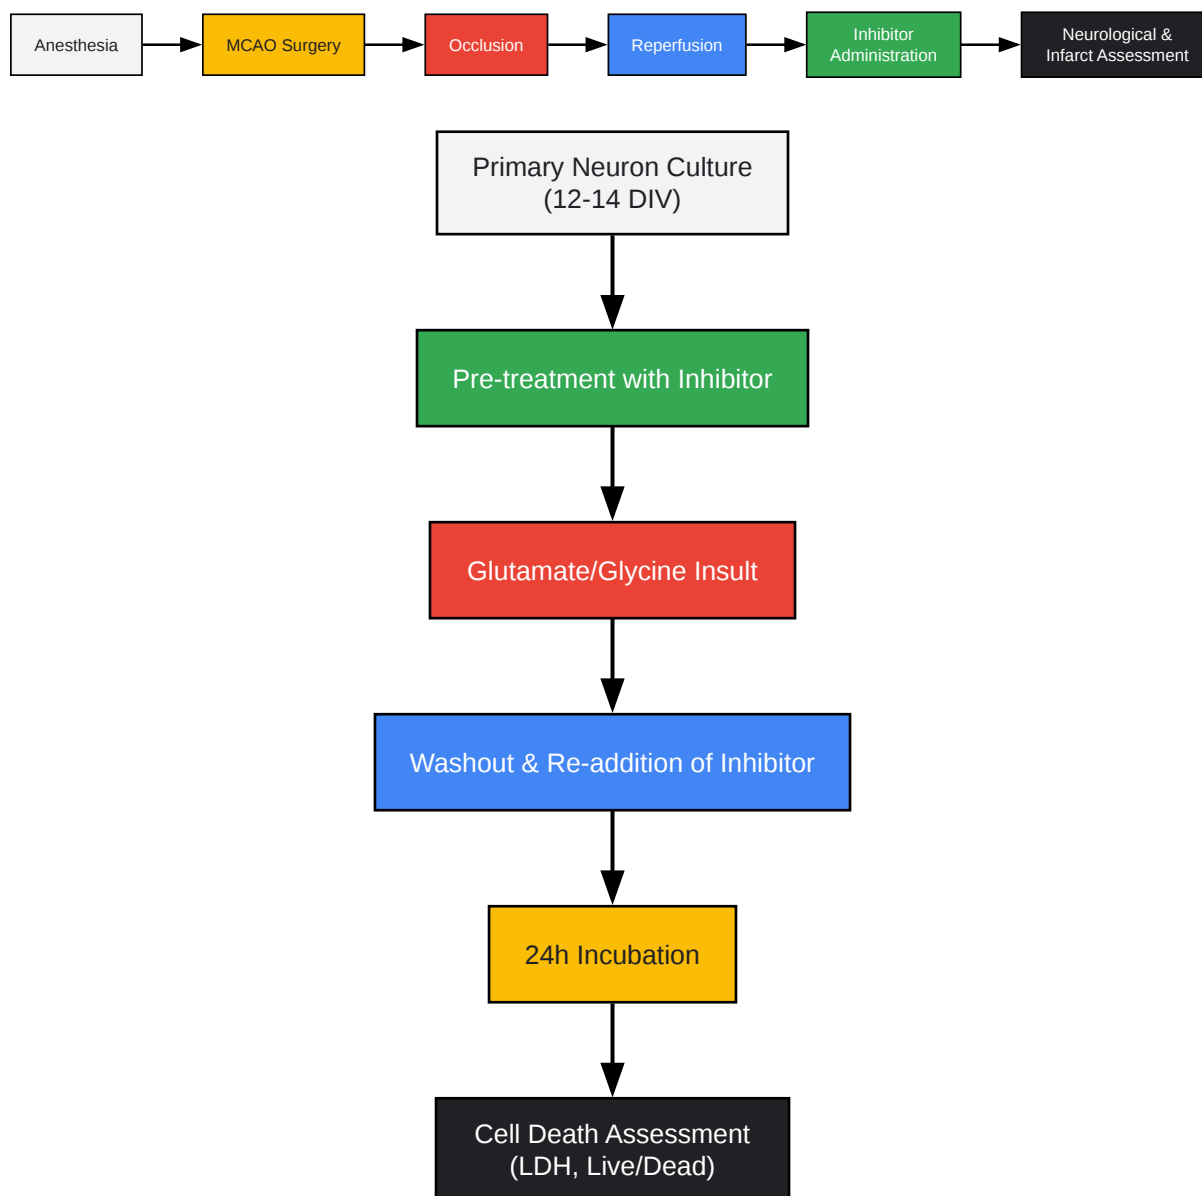 Anesthesia
MCAO Surgery
Occlusion
Reperfusion
Inhibitor
Administration
Neurological &
Infarct Assessment
Primary Neuron Culture
(12-14 DIV)
Pre-treatment with Inhibitor
Glutamate/Glycine Insult
Washout & Re-addition of Inhibitor
24h Incubation
Cell Death Assessment
(LDH, Live/Dead)